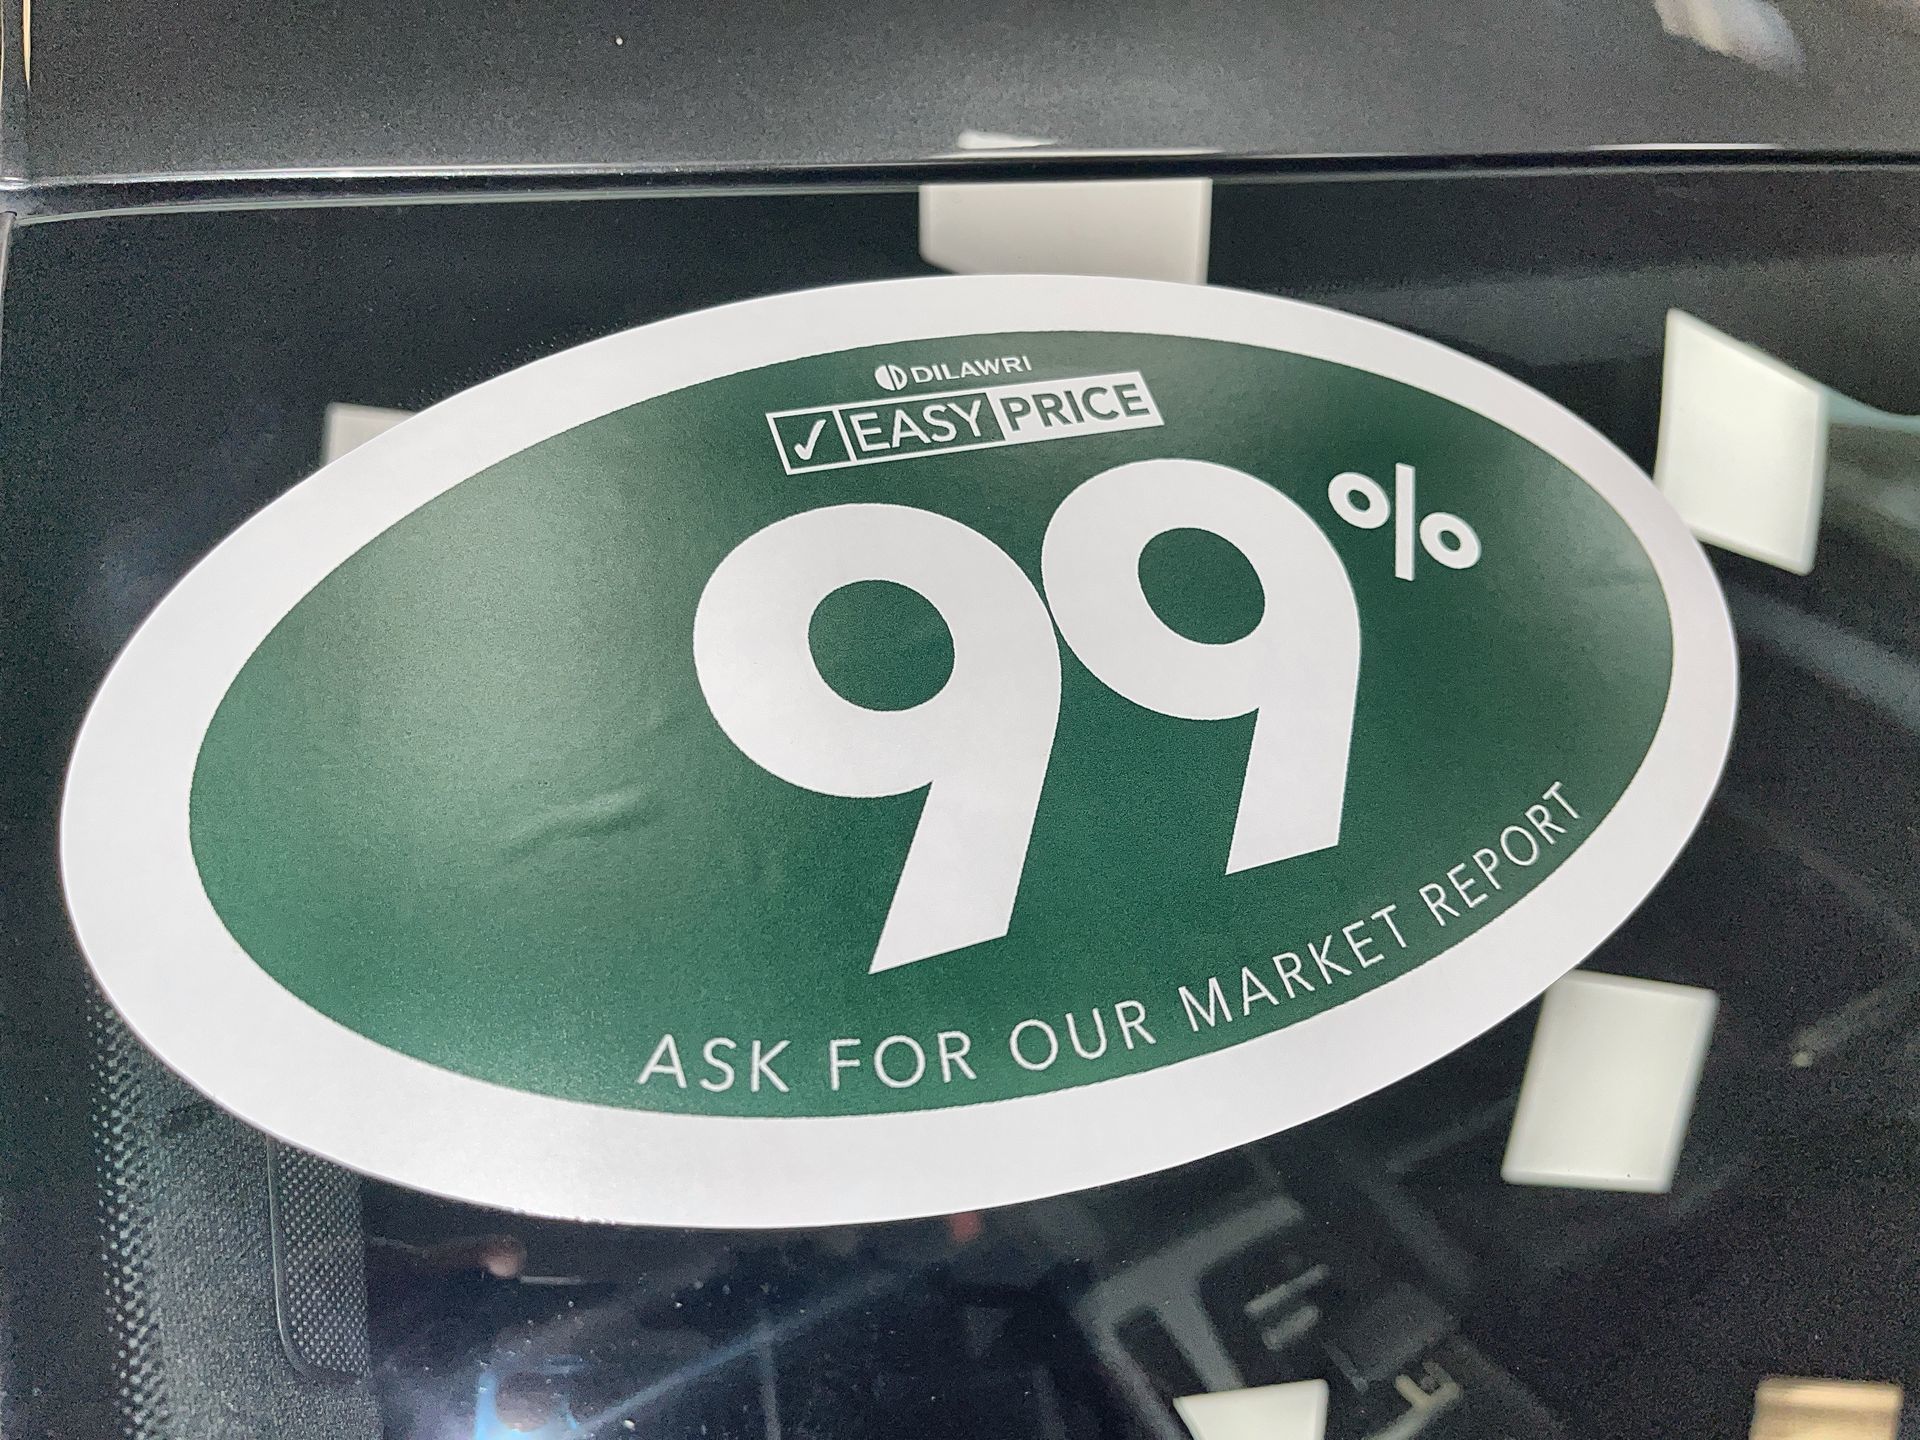 DILAWRI
✓ EASY PRICE
99%
ASK FOR OUR MARKET REPORT